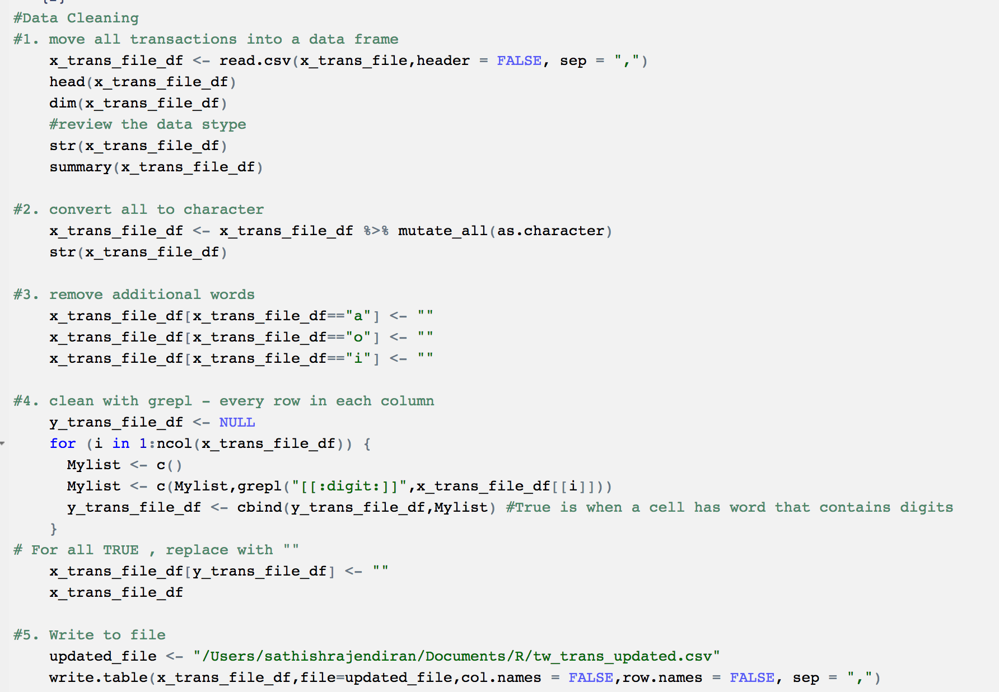 #Data Cleaning
#1. move all transactions into a data frame
x_trans_file_df <- read.csv(x_trans_file,header = FALSE, sep = ",")
head(x_trans_file_df)
dim(x_trans_file_df)
#review the data stype
str(x_trans_file_df)
summary(x_trans_file_df)
#2. convert all to character
x_trans_file_df <- x_trans_file_df %>% mutate_all(as.character)
str(x_trans_file_df)
#3. remove additional words
x_trans_file_df[x_trans_file_df=="a"] <- ""
x_trans_file_df[x_trans_file_df=="o"] <- ""
x_trans_file_df[x_trans_file_df=="i"] <- ""
#4. clean with grepl - every row in each column
y_trans_file_df <- NULL
for (i in 1:ncol(x_trans_file_df)) {
Mylist <- c()
Mylist <- c(Mylist,grepl("[[:digit:]]",x_trans_file_df[[i]]))
y_trans_file_df <- cbind(y_trans_file_df,Mylist) #True is when a cell has word that contains digits
}
# For all TRUE , replace with ""
x_trans_file_df[y_trans_file_df] <- ""
x_trans_file_df
#5. Write to file
updated_file <- "/Users/sathishrajendiran/Documents/R/tw_trans_updated.csv"
write.table(x_trans_file_df,file=updated_file,col.names = FALSE,row.names = FALSE, sep = ",")